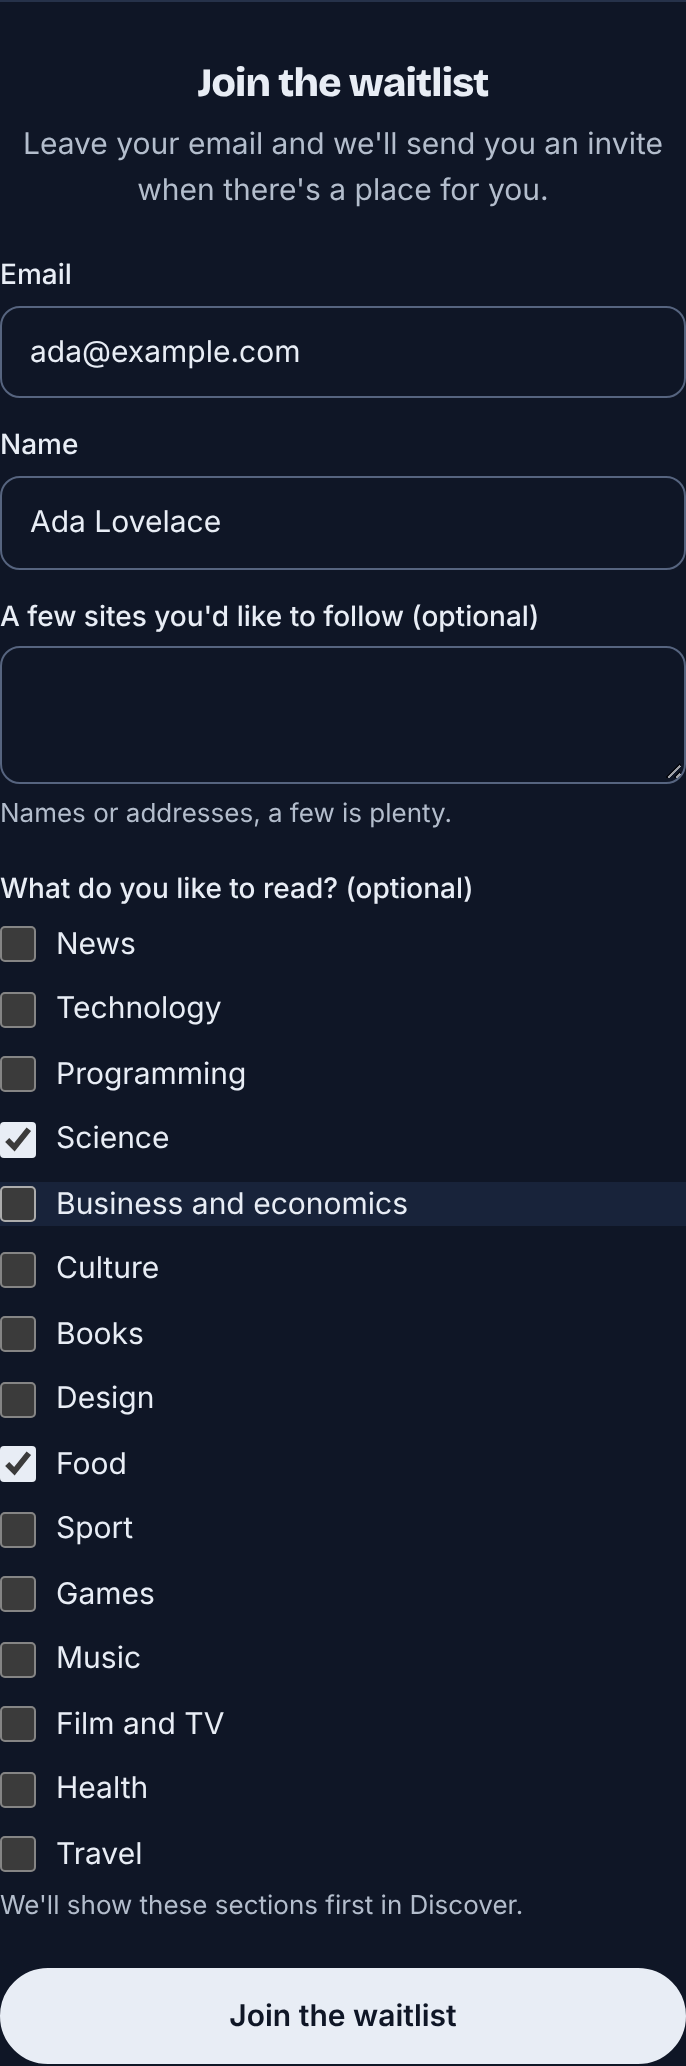 Join the waitlist
Leave your email and we'll send you an invite
when there's a place for you.
Email
ada@example.com
Name
Ada Lovelace
A few sites you'd like to follow (optional)
Names or addresses, a few is plenty.
What do you like to read? (optional)
News
Technology
Programming
Science
Business and economics
Culture
Books
Design
Food
Sport
Games
Music
Film and TV
Health
Travel
We'll show these sections first in Discover.
Join the waitlist